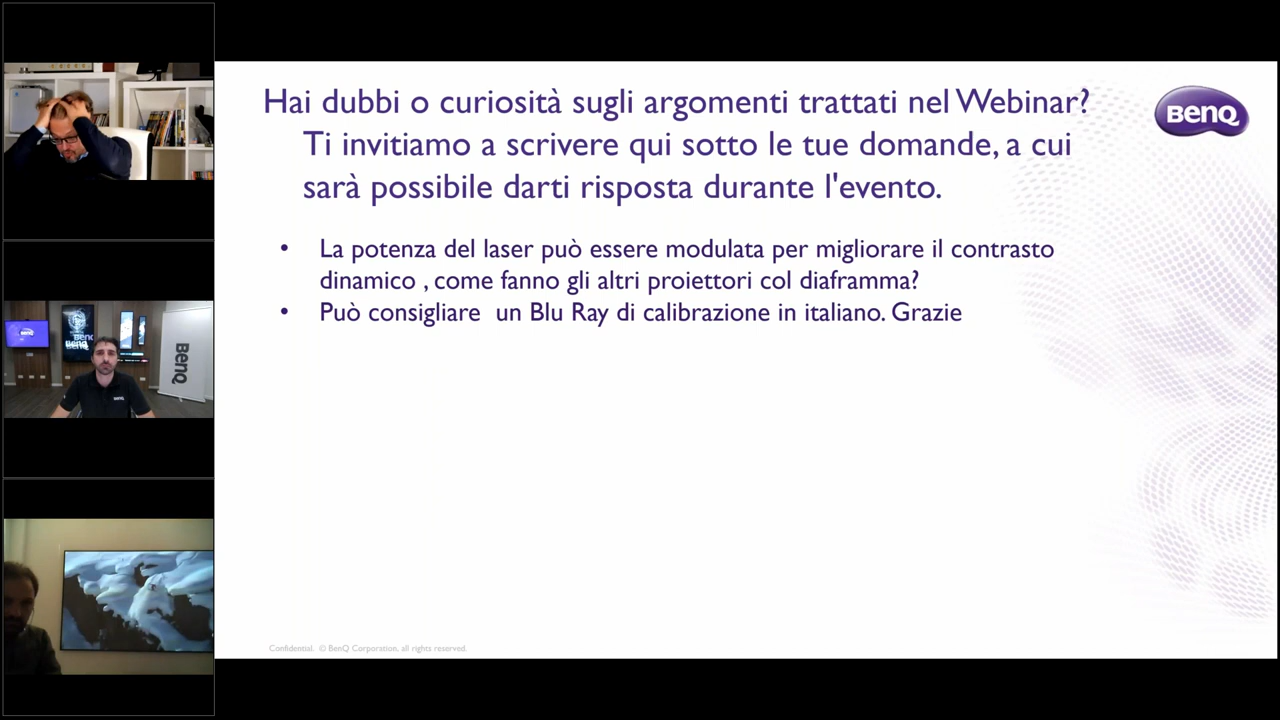 Hai dubbi o curiosità sugli argomenti trattati nel Webinar?
Ti invitiamo a scrivere qui sotto le tue domande, a cui
sarà possibile darti risposta durante l'evento.
BenQ
• La potenza del laser può essere modulata per migliorare il contrasto
dinamico , come fanno gli altri proiettori col diaframma?
• Può consigliare un Blu Ray di calibrazione in italiano. Grazie
BenQ
BenQ
BenQ
Confidential. © BenQ Corporation, all rights reserved.